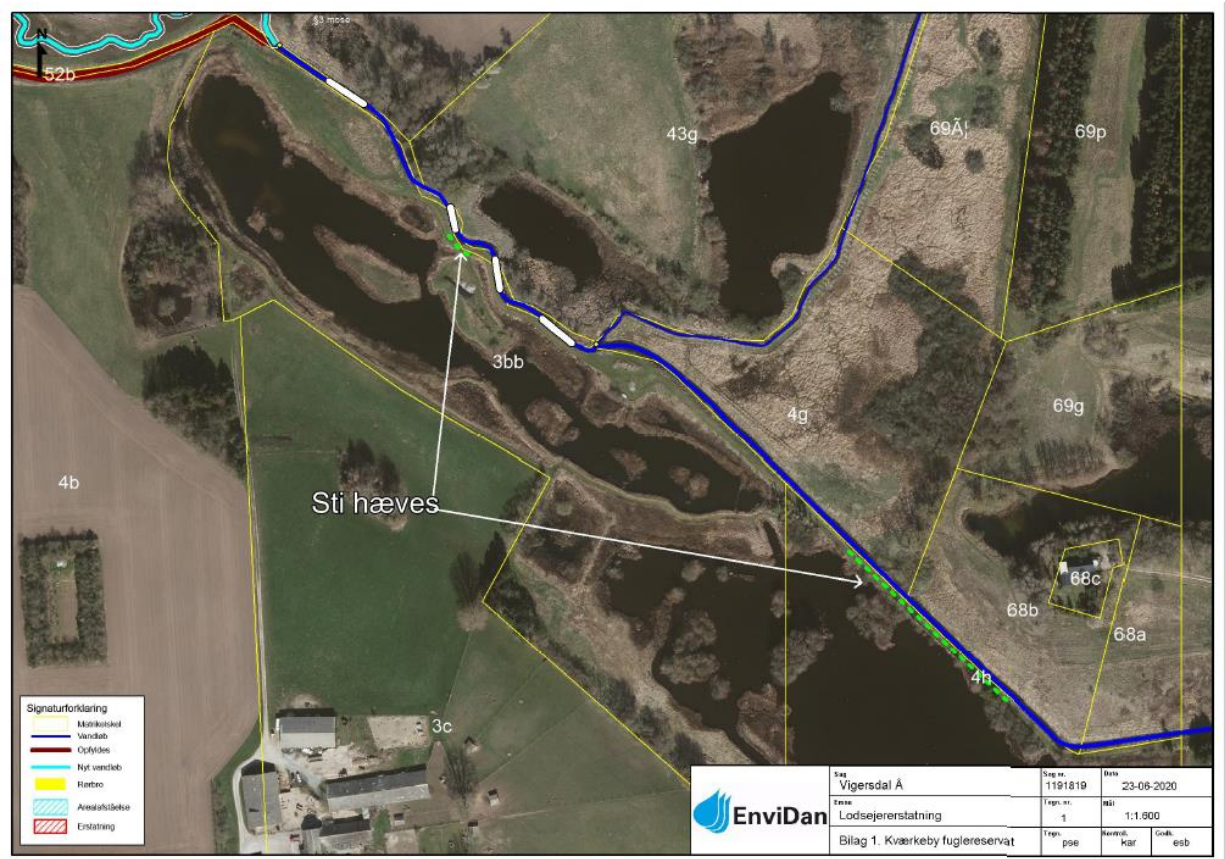 §3 mose
N
52b
43g
69Ã¦
69p
3bb
4g
69g
4b
Sti hæves
68c
68b
68a
4h
3c
Signaturforklaring
Matrikelskel
Vandløb
Opfyldes
Nyt vandløb
Rørbro
Arealafståelse
Erstatning
EnviDan
Sag
Vigersdal Å
Sag nr.
1191819
Dato
23-06-2020
Emne
Lodsejererstatning
Tegn. nr.
1
Mål
1:1.600
Bilag 1. Kværkeby fuglereservat
Tegn.
pse
Kontrol.
kar
Godk.
esb